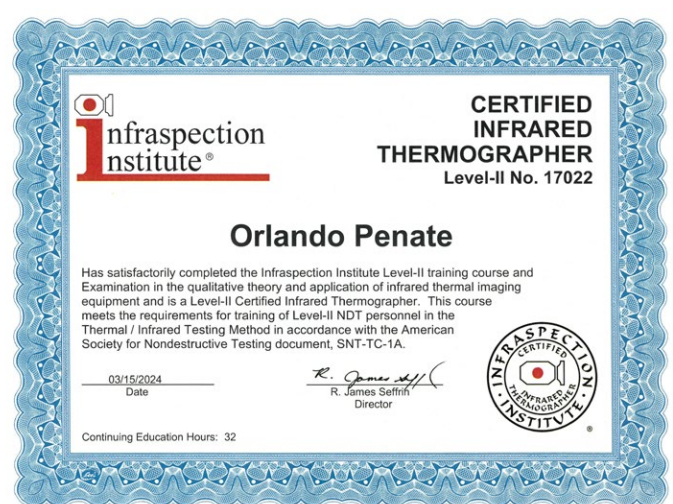 Infraspection
Institute®
CERTIFIED
INFRARED
THERMOGRAPHER
Level-II No. 17022
Orlando Penate
Has satisfactorily completed the Infraspection Institute Level-II training course and
Examination in the qualitative theory and application of infrared thermal imaging
equipment and is a Level-II Certified Infrared Thermographer. This course
meets the requirements for training of Level-II NDT personnel in the
Thermal / Infrared Testing Method in accordance with the American
Society for Nondestructive Testing document, SNT-TC-1A.
03/15/2024
Date
R. James Seffrin
Director
INFRASPECTION
CERTIFIED
INFRARED
THERMOGRAPHER
INSTITUTE
®
Continuing Education Hours: 32